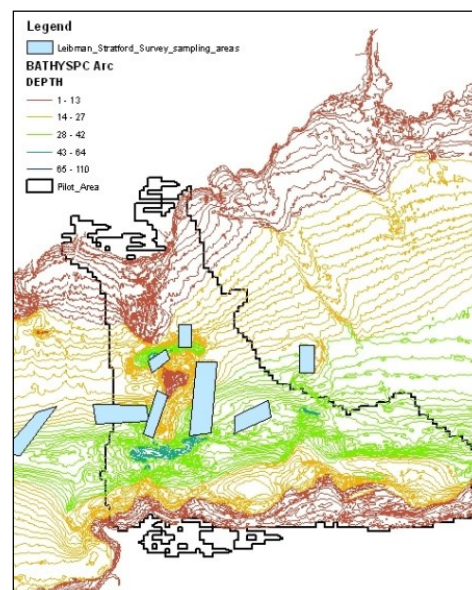 Legend
Leibman_Stratford_Survey_sampling_areas
BATHYSPC Arc
DEPTH
1 - 13
14 - 27
28 - 42
43 - 64
65 - 110
Pilot_Area